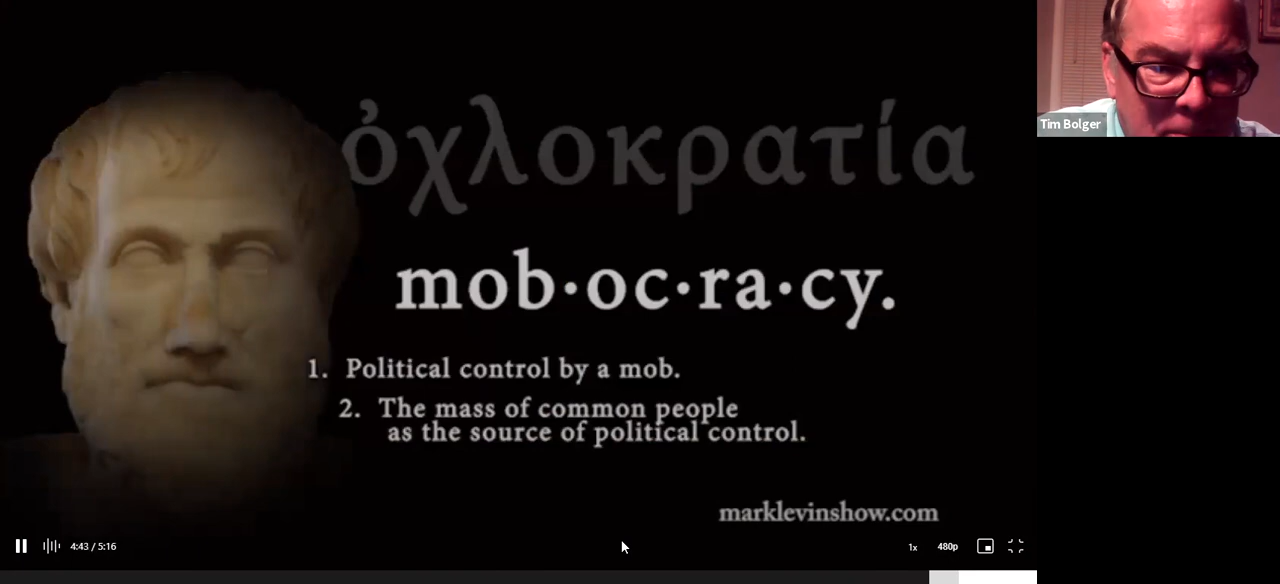 ὀχλοκρατία
mob·oc·ra·cy.
1. Political control by a mob.
2. The mass of common people
as the source of political control.
marklevinshow.com
4:43 / 5:16
1x
480p
Tim Bolger